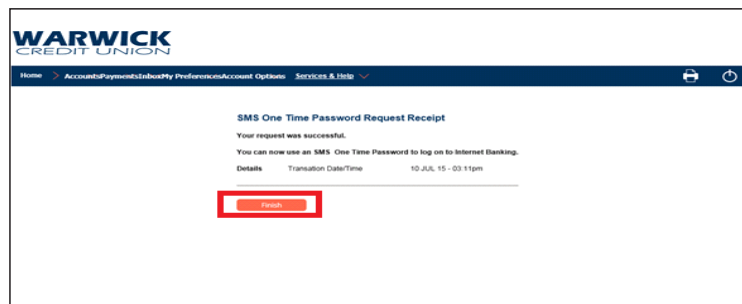 WARWICK
CREDIT UNION
Home AccountsPaymentsInboxMy PreferencesAccount Options Services & Help
SMS One Time Password Request Receipt
Your request was successful.
You can now use an SMS One Time Password to log on to Internet Banking.
Details Transation Date/Time 10 JUL 15 - 03:11pm
Finish